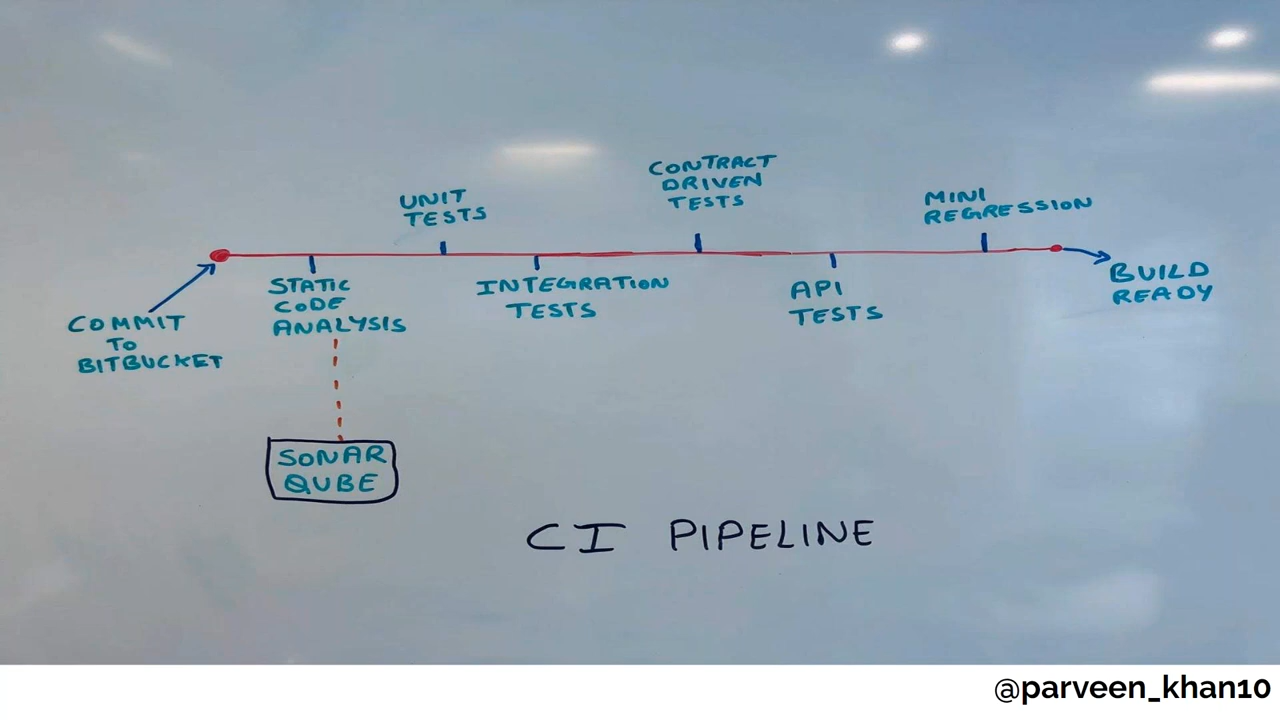 CONTRACT
DRIVEN
TESTS
UNIT
TESTS
MINI
REGRESSION
STATIC
CODE
ANALYSIS
INTEGRATION
TESTS
API
TESTS
BUILD
READY
COMMIT
TO
BITBUCKET
SONAR
QUBE
CI PIPELINE
@parveen_khan10